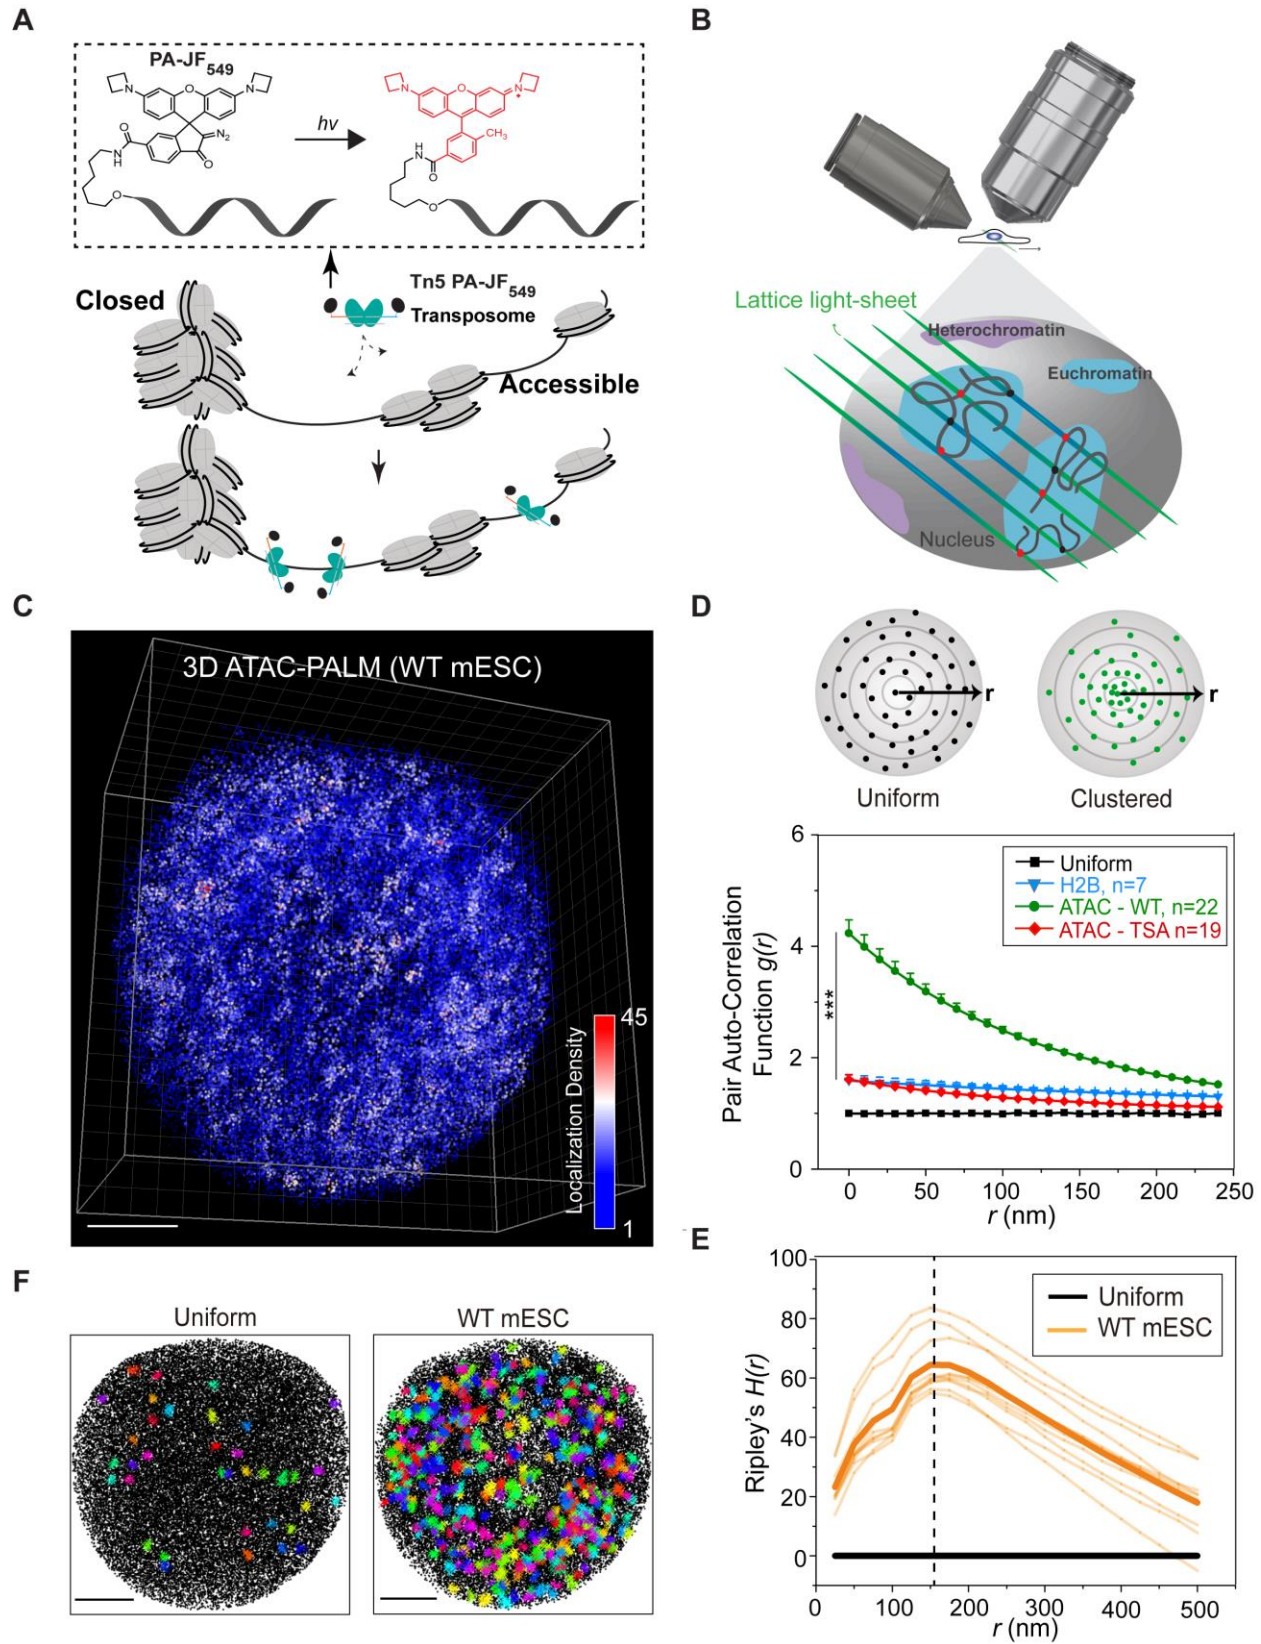 A
PA-JF549
N
O
N
N2
O
N
H
O
O
hν
N
O
N+
CH3
H
N
O
O
Closed
Tn5 PA-JF549
Transposome
Accessible
B
Lattice light-sheet
Heterochromatin
Euchromatin
Nucleus
C
3D ATAC-PALM (WT mESC)
Localization Density
45
1
D
r
r
Uniform
Clustered
Pair Auto-Correlation
Function g(r)
6
4
2
0
***
Uniform
H2B, n=7
ATAC - WT, n=22
ATAC - TSA n=19
0 50 100 150 200 250
r (nm)
E
Ripley's H(r)
100
80
60
40
20
0
Uniform
WT mESC
0 100 200 300 400 500
r (nm)
F
Uniform
WT mESC